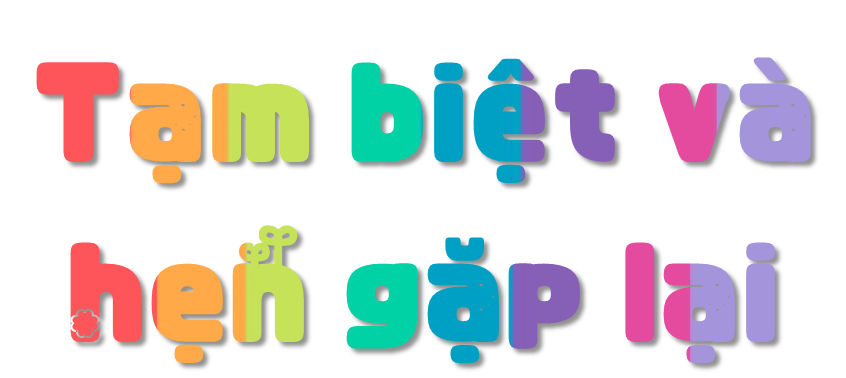 Tạm biệt và
hẹn gặp lại